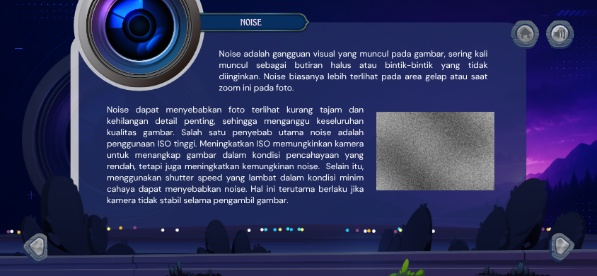 NOISE
Noise adalah gangguan visual yang muncul pada gambar, sering kali
muncul sebagai butiran halus atau bintik-bintik yang tidak
diinginkan. Noise biasanya lebih terlihat pada area gelap atau saat
zoom ini pada foto.
Noise dapat menyebabkan foto terlihat kurang tajam dan
kehilangan detail penting, sehingga menganggu keseluruhan
kualitas gambar. Salah satu penyebab utama noise adalah
penggunaan ISO tinggi. Meningkatkan ISO memungkinkan kamera
untuk menangkap gambar dalam kondisi pencahayaan yang
rendah, tetapi juga meningkatkan kemungkinan noise. Selain itu,
menggunakan shutter speed yang lambat dalam kondisi minim
cahaya dapat menyebabkan noise. Hal ini terutama berlaku jika
kamera tidak stabil selama pengambil gambar.